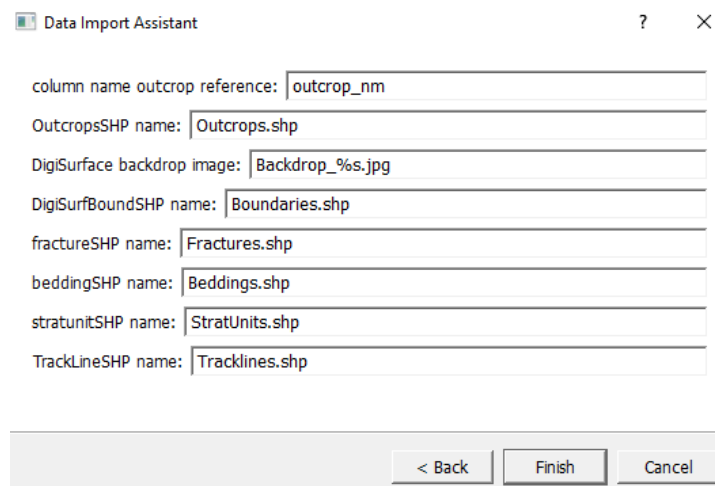 Data Import Assistant ?
column name outcrop reference: outcrop_nm
OutcropsSHP name: Outcrops.shp
DigiSurface backdrop image: Backdrop_%s.jpg
DigiSurfBoundSHP name: Boundaries.shp
fractureSHP name: Fractures.shp
beddingSHP name: Beddings.shp
stratunitSHP name: StratUnits.shp
TrackLineSHP name: Tracklines.shp
< Back Finish Cancel